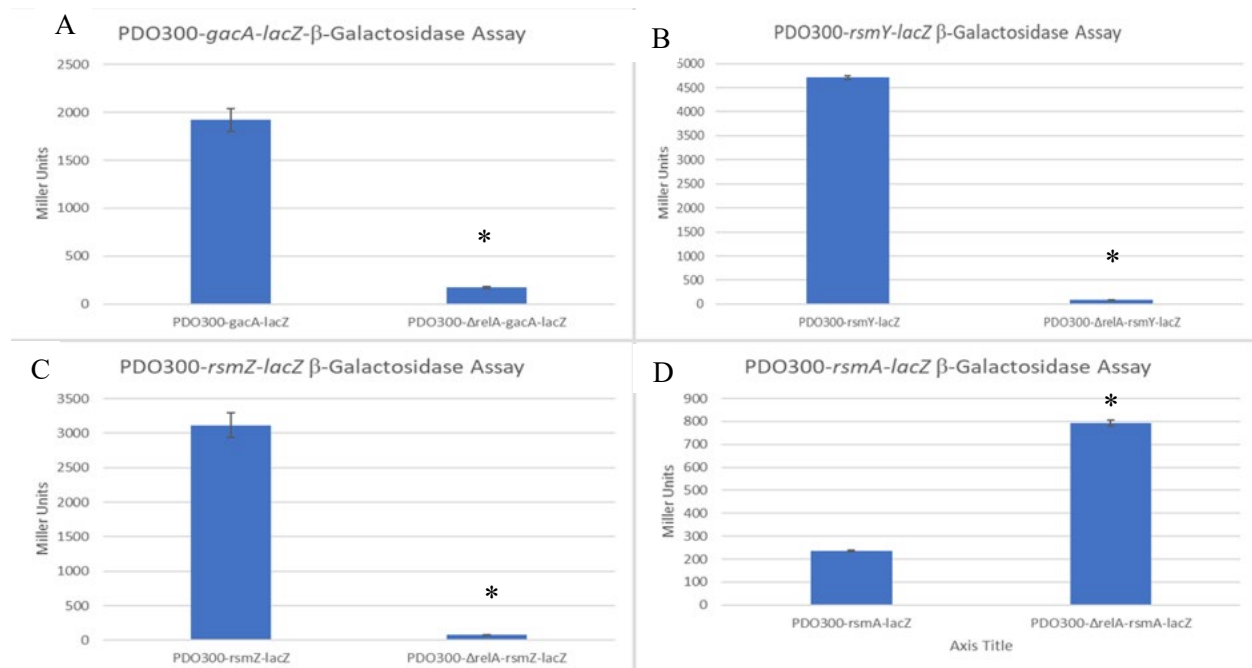 A
PDO300-gacA-lacZ-β-Galactosidase Assay
Miller Units
2500
2000
1500
1000
500
0
*
PDO300-gacA-lacZ
PDO300-ΔrelA-gacA-lacZ
B
PDO300-rsmY-lacZ β-Galactosidase Assay
Miller Units
5000
4500
4000
3500
3000
2500
2000
1500
1000
500
0
*
PDO300-rsmY-lacZ
PDO300-ΔrelA-rsmY-lacZ
C
PDO300-rsmZ-lacZ β-Galactosidase Assay
Miller Units
3500
3000
2500
2000
1500
1000
500
0
*
PDO300-rsmZ-lacZ
PDO300-ΔrelA-rsmZ-lacZ
D
PDO300-rsmA-lacZ β-Galactosidase Assay
Miller Units
900
800
700
600
500
400
300
200
100
0
*
PDO300-rsmA-lacZ
PDO300-ΔrelA-rsmA-lacZ
Axis Title